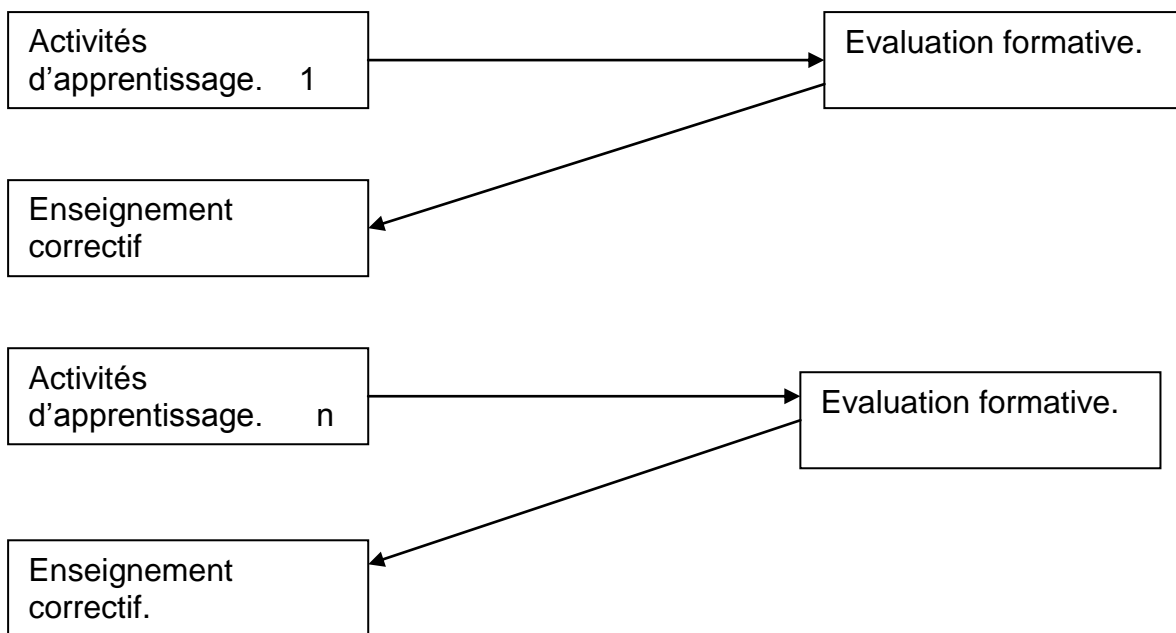 Activités
d’apprentissage. 1
Evaluation formative.
Enseignement
correctif
Activités
d’apprentissage. n
Evaluation formative.
Enseignement
correctif.